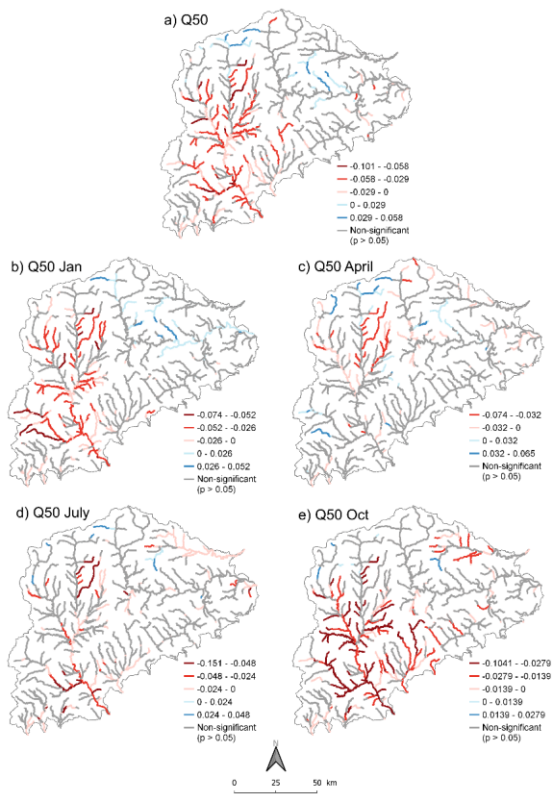 a) Q50
-0.101 - -0.058
-0.058 - -0.029
-0.029 - 0
0 - 0.029
0.029 - 0.058
Non-significant
(p > 0.05)
b) Q50 Jan
-0.074 - -0.052
-0.052 - -0.026
-0.026 - 0
0 - 0.026
0.026 - 0.052
Non-significant
(p > 0.05)
c) Q50 April
-0.074 - -0.032
-0.032 - 0
0 - 0.032
0.032 - 0.065
Non-significant
(p > 0.05)
d) Q50 July
-0.151 - -0.048
-0.048 - -0.024
-0.024 - 0
0 - 0.024
0.024 - 0.048
Non-significant
(p > 0.05)
e) Q50 Oct
-0.1041 - -0.0279
-0.0279 - -0.0139
-0.0139 - 0
0 - 0.0139
0.0139 - 0.0279
Non-significant
(p > 0.05)
N
0 25 50 km